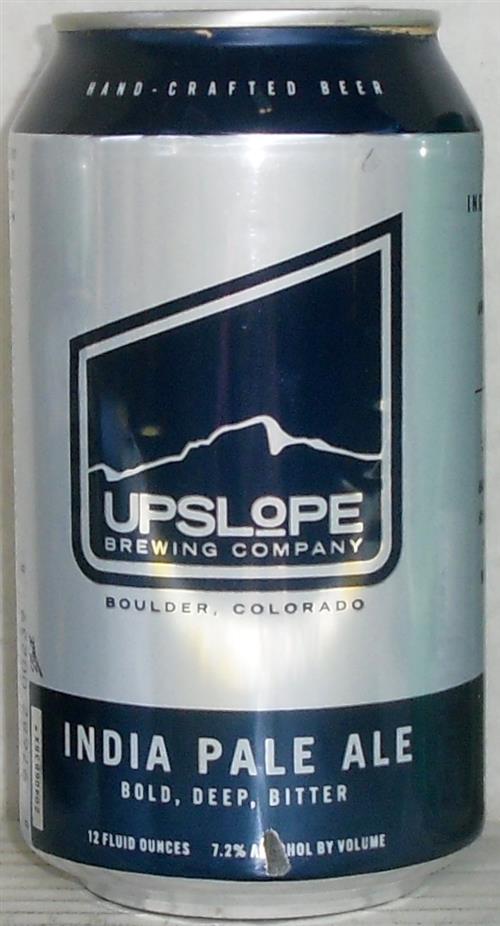 HAND-CRAFTED BEER
UPSLOPE
BREWING COMPANY
BOULDER, COLORADO
INDIA PALE ALE
BOLD, DEEP, BITTER
12 FLUID OUNCES 7.2% BY VOLUME